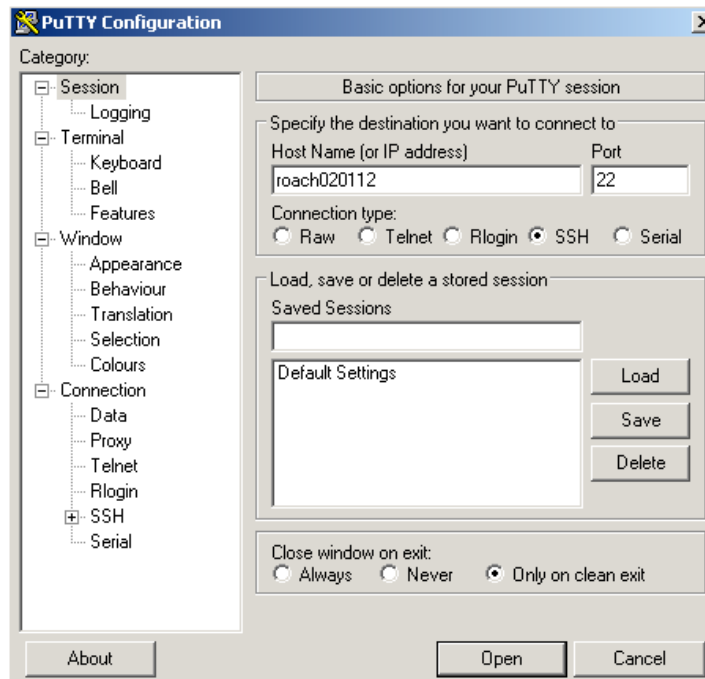 PuTTY Configuration
Category:
Session
Logging
Terminal
Keyboard
Bell
Features
Window
Appearance
Behaviour
Translation
Selection
Colours
Connection
Data
Proxy
Telnet
Rlogin
SSH
Serial
Basic options for your PuTTY session
Specify the destination you want to connect to
Host Name (or IP address) Port
roach020112 22
Connection type:
Raw Telnet Rlogin SSH Serial
Load, save or delete a stored session
Saved Sessions
Default Settings
Load
Save
Delete
Close window on exit:
Always Never Only on clean exit
About Open Cancel